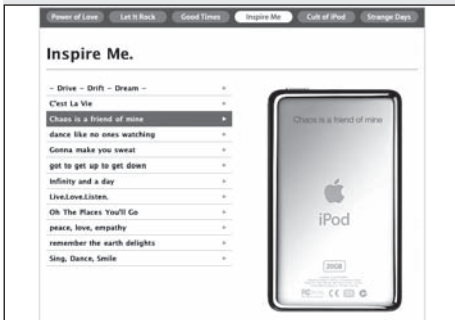 Power of Love Let It Rock Good Times Inspire Me Cult of iPod Strange Days
Inspire Me.
- Drive - Drift - Dream -
C'est La Vie
Chaos is a friend of mine
dance like no ones watching
Gonna make you sweat
got to get up to get down
Infinity and a day
Live.Love.Listen.
Oh The Places You'll Go
peace, love, empathy
remember the earth delights
Sing, Dance, Smile
Chaos is a friend of mine
iPod
20GB